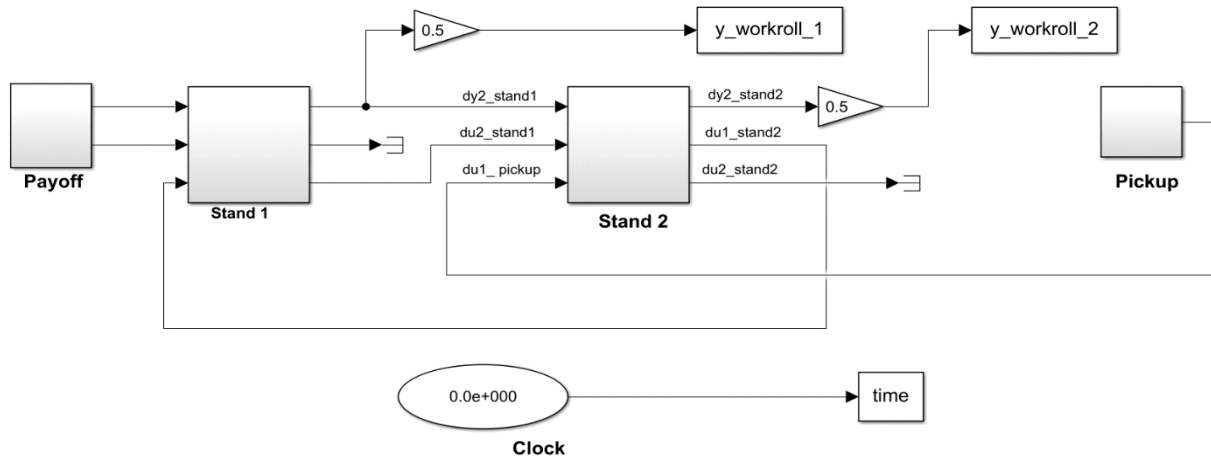 0.5
y_workroll_1
y_workroll_2
dy2_stand1
dy2_stand2
0.5
du2_stand1
du1_stand2
du1_ pickup
du2_stand2
Payoff
Stand 1
Stand 2
Pickup
0.0e+000
time
Clock